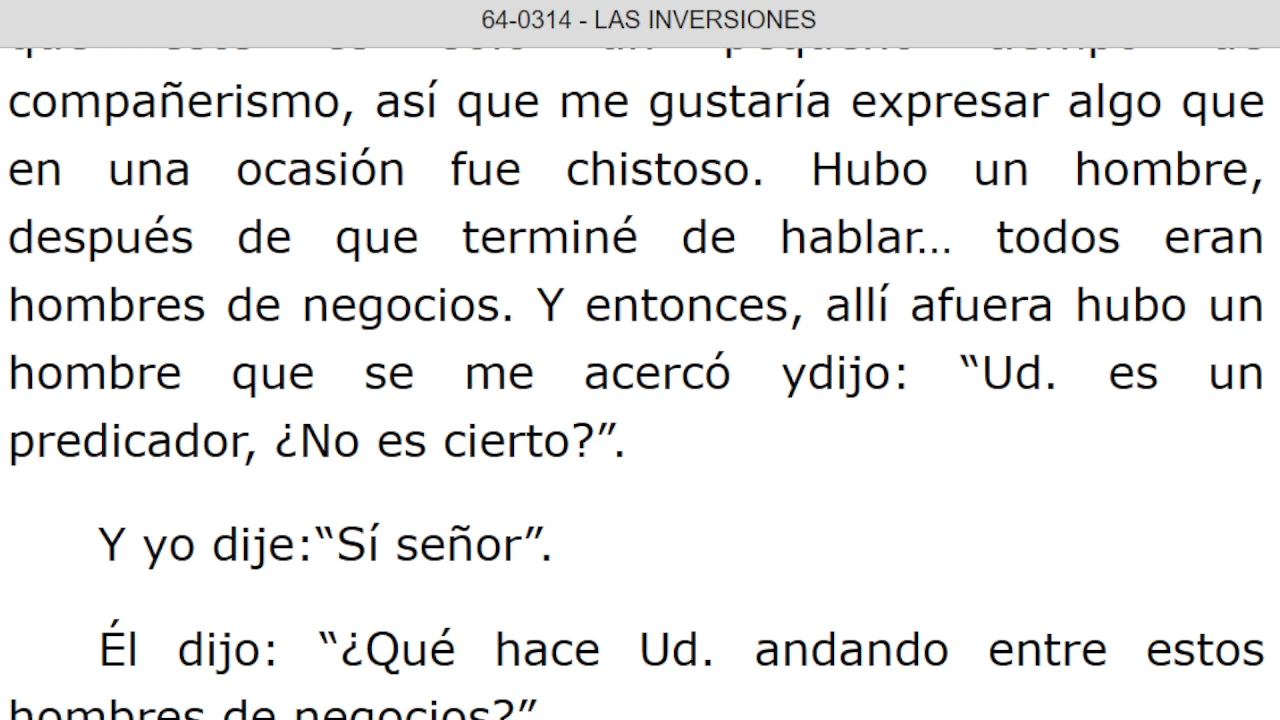 64-0314 - LAS INVERSIONES
compañerismo, así que me gustaría expresar algo que
en una ocasión fue chistoso. Hubo un hombre,
después de que terminé de hablar... todos eran
hombres de negocios. Y entonces, allí afuera hubo un
hombre que se me acercó ydijo: “Ud. es un
predicador, ¿No es cierto?”.
Y yo dije:“Sí señor”.
Él dijo: “¿Qué hace Ud. andando entre estos
hombres de negocios?”